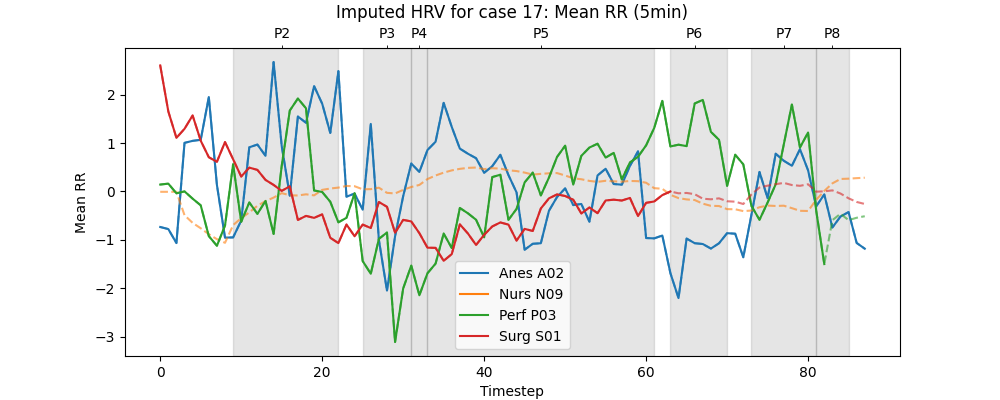 Imputed HRV for case 17: Mean RR (5min)
P2 P3 P4 P5 P6 P7 P8
2
1
0
−1
−2
−3
Mean RR
Anes A02
Nurs N09
Perf P03
Surg S01
0 20 40 60 80
Timestep